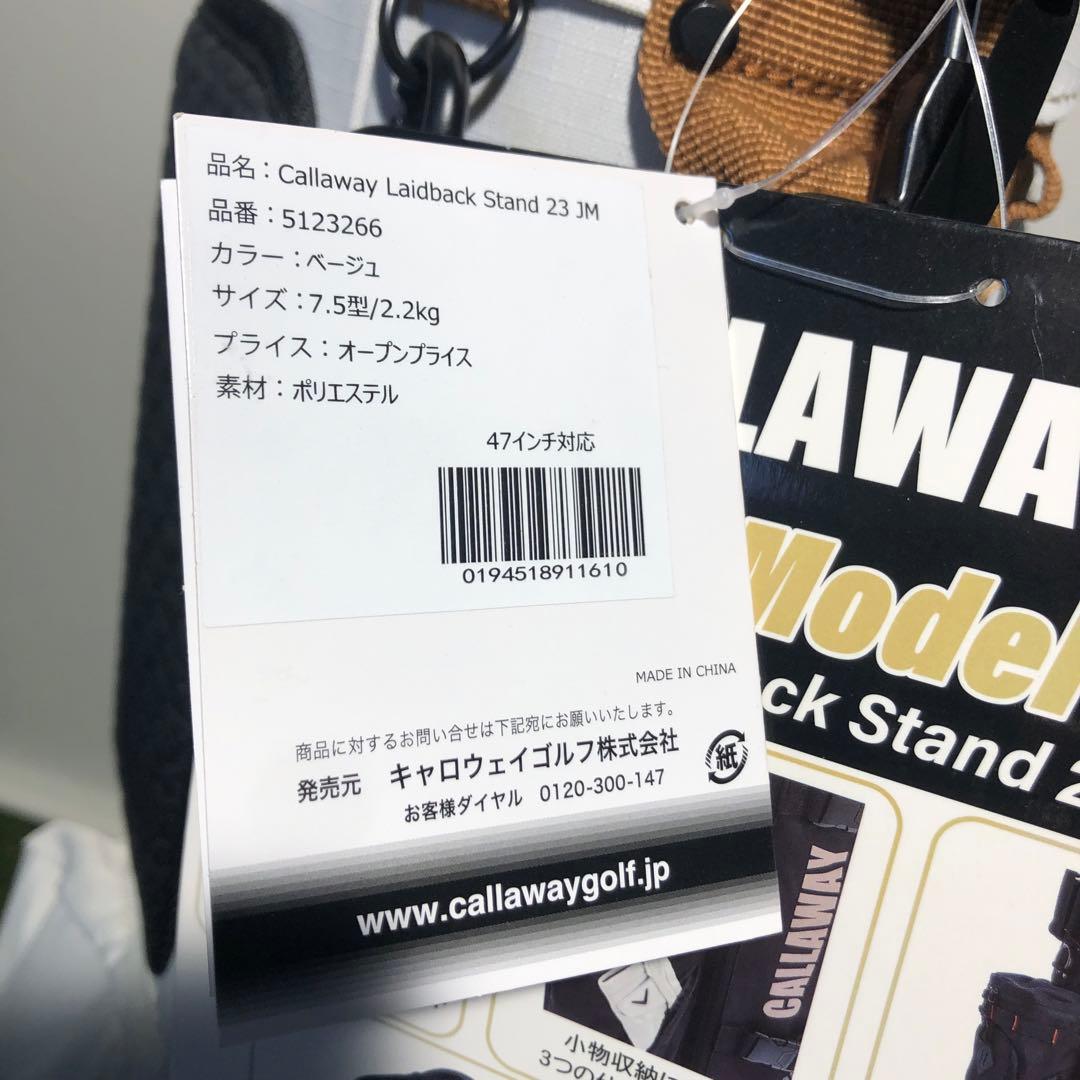 品名：Callaway Laidback Stand 23 JM
品番：5123266
カラー：ベージュ
サイズ：7.5型/2.2kg
プライス：オープンプライス
素材：ポリエステル
47インチ対応
0194518911610
MADE IN CHINA
商品に対するお問い合せは下記宛にお願いいたします。
発売元 キャロウェイゴルフ株式会社
お客様ダイヤル 0120-300-147
紙
www.callawaygolf.jp
LAWA
Model
ck Stand 2
CALLAWAY
小物収納に
3つの